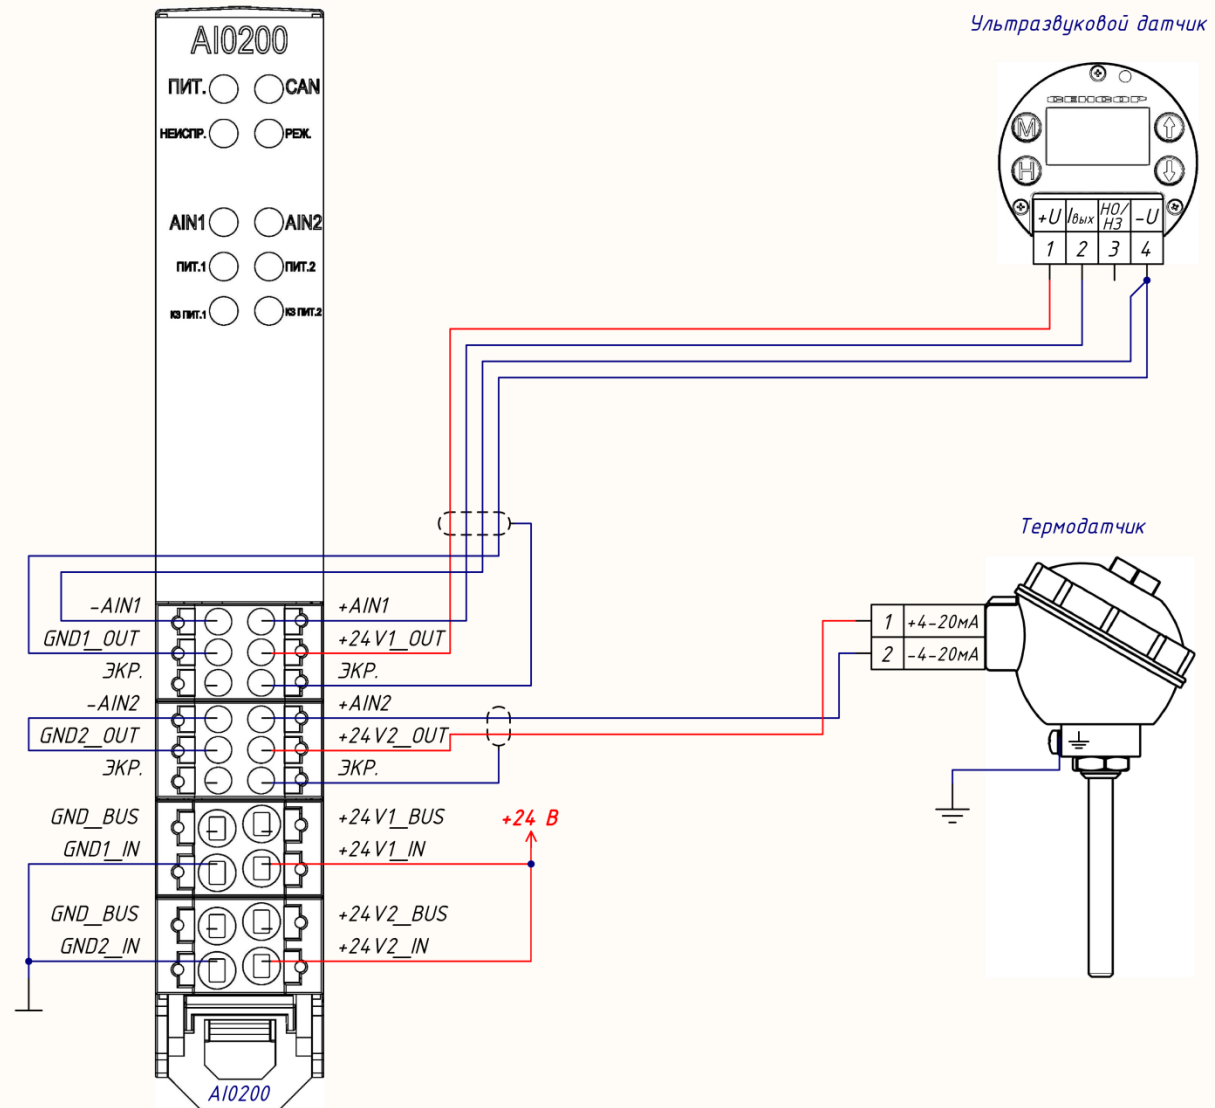 AI0200
ПИТ. CAN
НЕИСПР. РЕЖ.
AIN1 AIN2
ПИТ.1 ПИТ.2
КЗ ПИТ.1 КЗ ПИТ.2
Ультразвуковой датчик
СЕНСОР
М
Н
+U Iвых НО/НЗ -U
1 2 3 4
Термодатчик
1 +4-20мА
2 -4-20мА
-AIN1 +AIN1
GND1_OUT +24V1_OUT
ЭКР. ЭКР.
-AIN2 +AIN2
GND2_OUT +24V2_OUT
ЭКР. ЭКР.
GND_BUS +24V1_BUS
GND1_IN +24V1_IN
+24 В
GND_BUS +24V2_BUS
GND2_IN +24V2_IN
AI0200